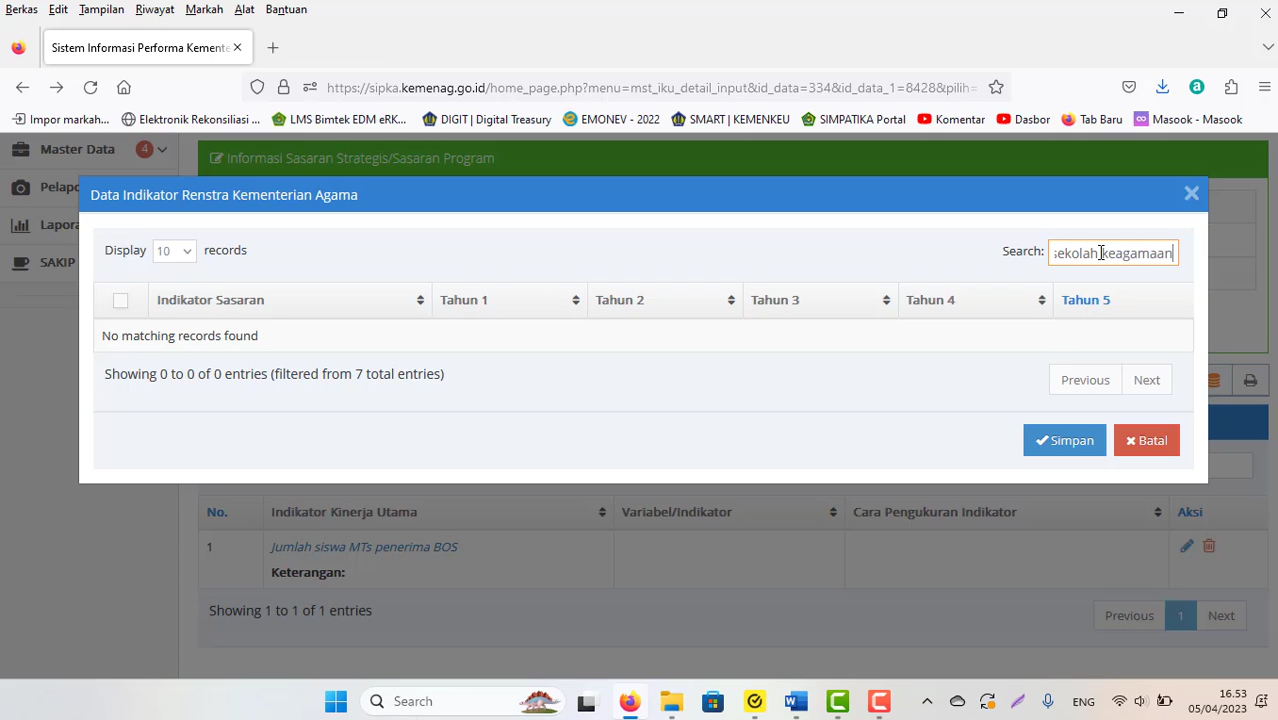 Berkas Edit Tampilan Riwayat Markah Alat Bantuan
Sistem Informasi Performa Kemente
https://sipka.kemenag.go.id/home_page.php?menu=mst_iku_detail_input&id_data=334&id_data_1=8428&pilih=
Impor markah... Elektronik Rekonsiliasi ... LMS Bimtek EDM eRK... DIGIT | Digital Treasury EMONEV - 2022 SMART | KEMENKEU SIMPATIKA Portal Komentar Dasbor Tab Baru Masook - Masook
Master Data 4
Informasi Sasaran Strategis/Sasaran Program
Pelapo
Data Indikator Renstra Kementerian Agama
Lapora
Display 10 records
Search: sekolah keagamaan
SAKIP
Indikator Sasaran Tahun 1 Tahun 2 Tahun 3 Tahun 4 Tahun 5
No matching records found
Showing 0 to 0 of 0 entries (filtered from 7 total entries)
Previous Next
Simpan Batal
No. Indikator Kinerja Utama Variabel/Indikator Cara Pengukuran Indikator Aksi
1 Jumlah siswa MTs penerima BOS
Keterangan:
Showing 1 to 1 of 1 entries
Previous 1 Next
Search
ENG
16.53
05/04/2023